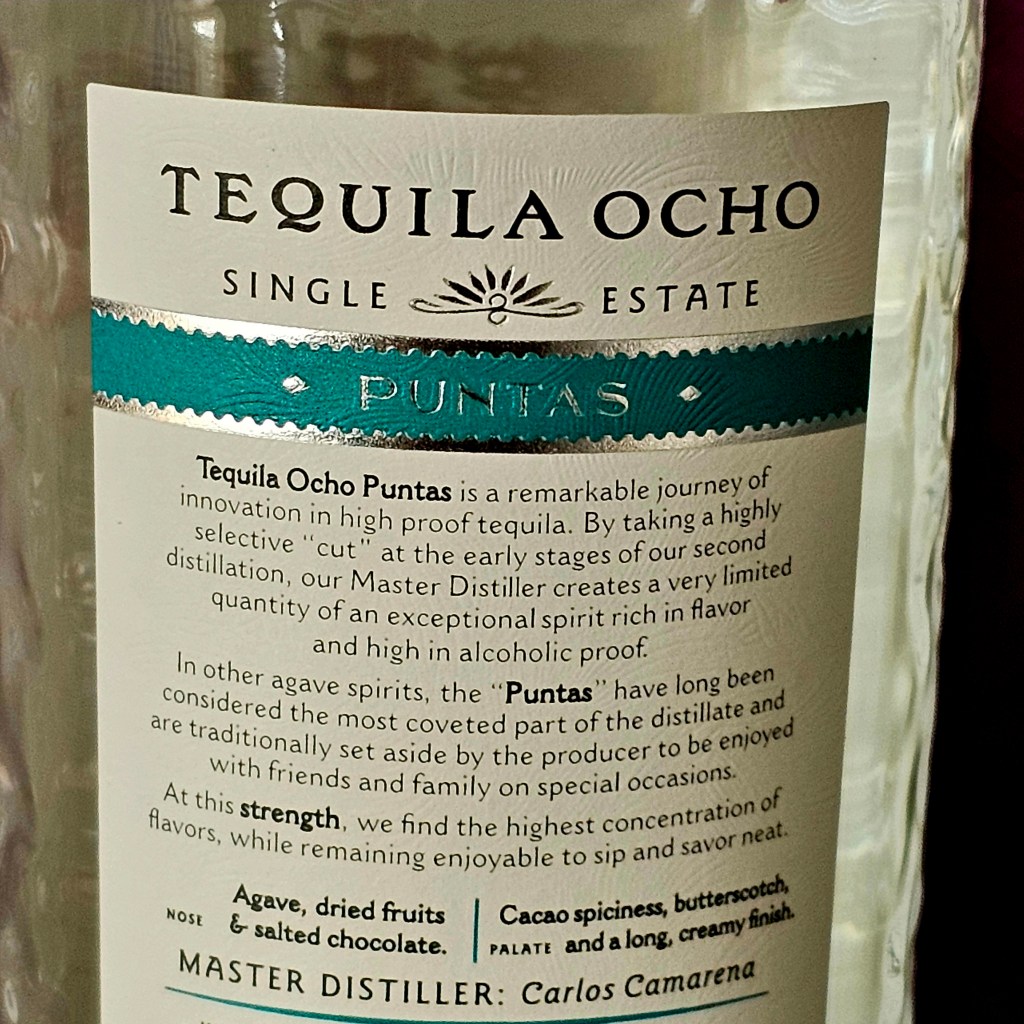 TEQUILA OCHO
SINGLE ESTATE
PUNTAS
Tequila Ocho Puntas is a remarkable journey of
innovation in high proof tequila. By taking a highly
selective "cut" at the early stages of our second
distillation, our Master Distiller creates a very limited
quantity of an exceptional spirit rich in flavor
and high in alcoholic proof.
In other agave spirits, the "Puntas" have long been
considered the most coveted part of the distillate and
are traditionally set aside by the producer to be enjoyed
with friends and family on special occasions.
At this strength, we find the highest concentration of
flavors, while remaining enjoyable to sip and savor neat.
NOSE Agave, dried fruits
& salted chocolate.
PALATE Cacao spiciness, butterscotch,
and a long, creamy finish.
MASTER DISTILLER: Carlos Camarena